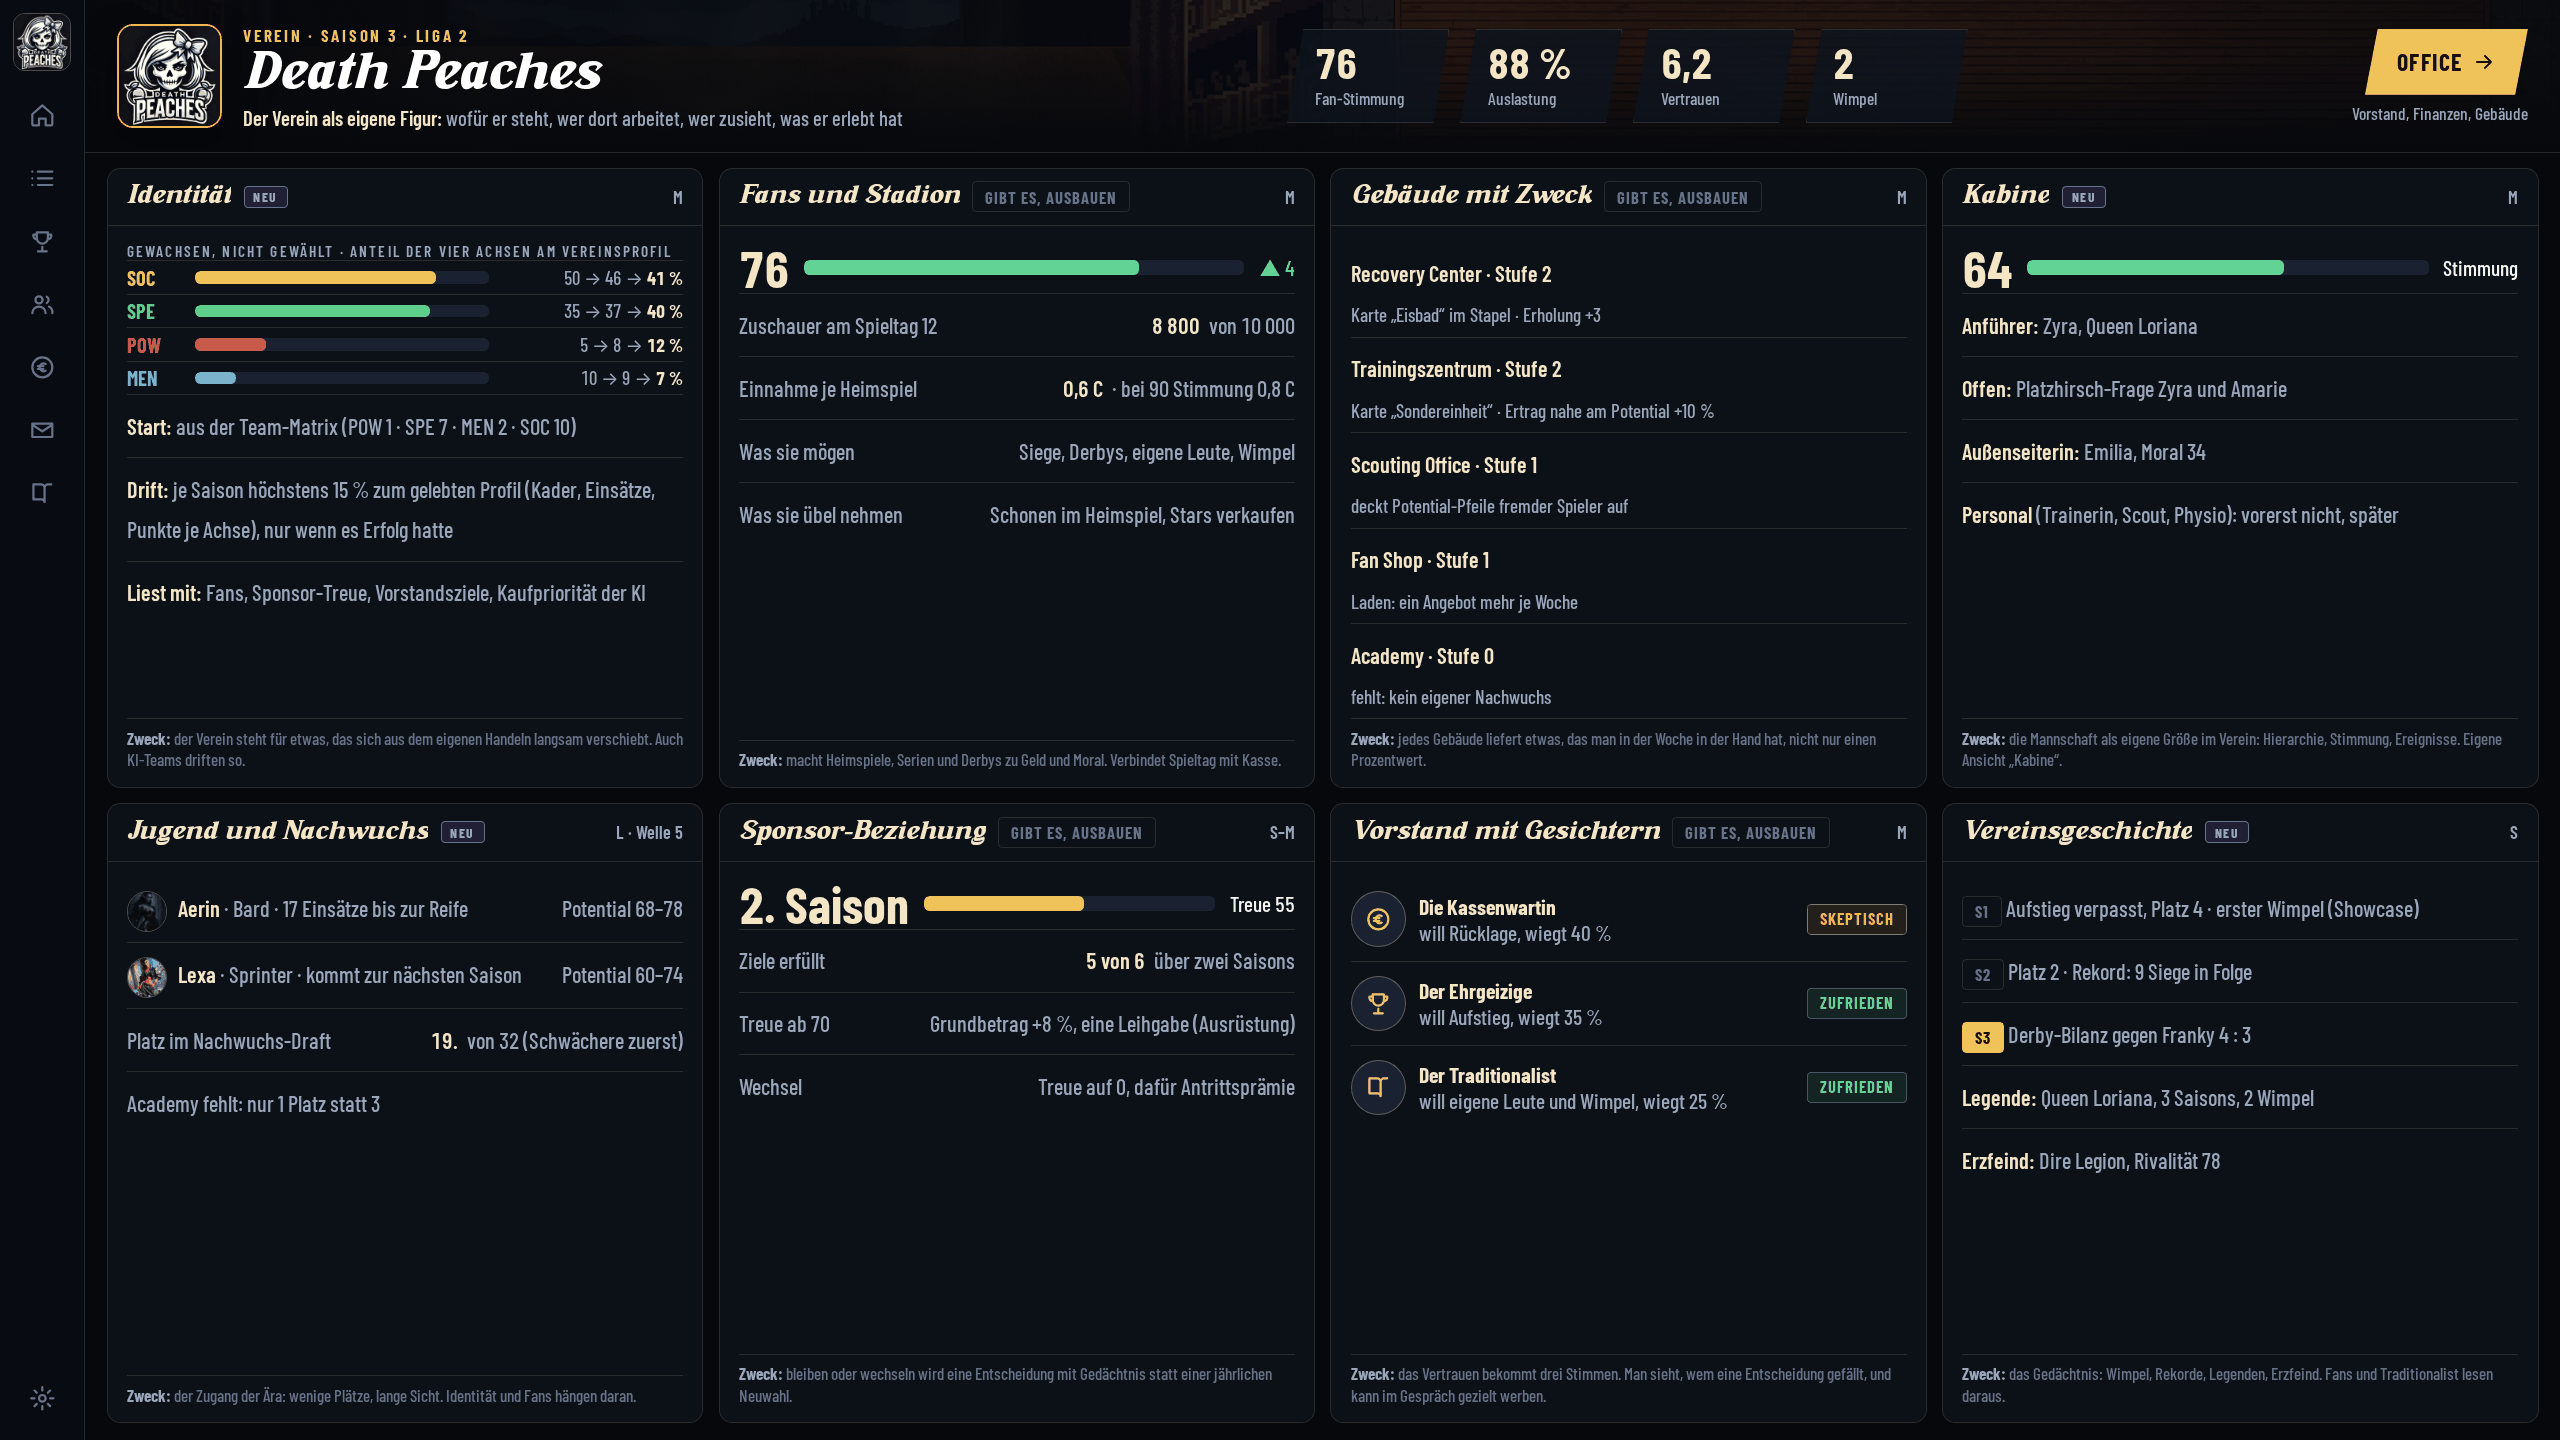 DEATH
PEACHES
DEATH
PEACHES
VEREIN · SAISON 3 · LIGA 2
Death Peaches
Der Verein als eigene Figur: wofür er steht, wer dort arbeitet, wer zusieht, was er erlebt hat
76
Fan-Stimmung
88 %
Auslastung
6,2
Vertrauen
2
Wimpel
OFFICE →
Vorstand, Finanzen, Gebäude
Identität NEU M
GEWACHSEN, NICHT GEWÄHLT · ANTEIL DER VIER ACHSEN AM VEREINSPROFIL
SOC 50 → 46 → 41 %
SPE 35 → 37 → 40 %
POW 5 → 8 → 12 %
MEN 10 → 9 → 7 %
Start: aus der Team-Matrix (POW 1 · SPE 7 · MEN 2 · SOC 10)
Drift: je Saison höchstens 15 % zum gelebten Profil (Kader, Einsätze,
Punkte je Achse), nur wenn es Erfolg hatte
Liest mit: Fans, Sponsor-Treue, Vorstandsziele, Kaufpriorität der KI
Zweck: der Verein steht für etwas, das sich aus dem eigenen Handeln langsam verschiebt. Auch
KI-Teams driften so.
Fans und Stadion GIBT ES, AUSBAUEN M
76 ▲ 4
Zuschauer am Spieltag 12 8 800 von 10 000
Einnahme je Heimspiel 0,6 C · bei 90 Stimmung 0,8 C
Was sie mögen Siege, Derbys, eigene Leute, Wimpel
Was sie übel nehmen Schonen im Heimspiel, Stars verkaufen
Zweck: macht Heimspiele, Serien und Derbys zu Geld und Moral. Verbindet Spieltag mit Kasse.
Gebäude mit Zweck GIBT ES, AUSBAUEN M
Recovery Center · Stufe 2
Karte „Eisbad“ im Stapel · Erholung +3
Trainingszentrum · Stufe 2
Karte „Sondereinheit“ · Ertrag nahe am Potential +10 %
Scouting Office · Stufe 1
deckt Potential-Pfeile fremder Spieler auf
Fan Shop · Stufe 1
Laden: ein Angebot mehr je Woche
Academy · Stufe 0
fehlt: kein eigener Nachwuchs
Zweck: jedes Gebäude liefert etwas, das man in der Woche in der Hand hat, nicht nur einen
Prozentwert.
Kabine NEU M
64 Stimmung
Anführer: Zyra, Queen Loriana
Offen: Platzhirsch-Frage Zyra und Amarie
Außenseiterin: Emilia, Moral 34
Personal (Trainerin, Scout, Physio): vorerst nicht, später
Zweck: die Mannschaft als eigene Größe im Verein: Hierarchie, Stimmung, Ereignisse. Eigene
Ansicht „Kabine“.
Jugend und Nachwuchs NEU L · Welle 5
Aerin · Bard · 17 Einsätze bis zur Reife Potential 68–78
Lexa · Sprinter · kommt zur nächsten Saison Potential 60–74
Platz im Nachwuchs-Draft 19. von 32 (Schwächere zuerst)
Academy fehlt: nur 1 Platz statt 3
Zweck: der Zugang der Ära: wenige Plätze, lange Sicht. Identität und Fans hängen daran.
Sponsor-Beziehung GIBT ES, AUSBAUEN S-M
2. Saison Treue 55
Ziele erfüllt 5 von 6 über zwei Saisons
Treue ab 70 Grundbetrag +8 %, eine Leihgabe (Ausrüstung)
Wechsel Treue auf 0, dafür Antrittsprämie
Zweck: bleiben oder wechseln wird eine Entscheidung mit Gedächtnis statt einer jährlichen
Neuwahl.
Vorstand mit Gesichtern GIBT ES, AUSBAUEN M
Die Kassenwartin
will Rücklage, wiegt 40 %
SKEPTISCH
Der Ehrgeizige
will Aufstieg, wiegt 35 %
ZUFRIEDEN
Der Traditionalist
will eigene Leute und Wimpel, wiegt 25 %
ZUFRIEDEN
Zweck: das Vertrauen bekommt drei Stimmen. Man sieht, wem eine Entscheidung gefällt, und
kann im Gespräch gezielt werben.
Vereinsgeschichte NEU S
S1 Aufstieg verpasst, Platz 4 · erster Wimpel (Showcase)
S2 Platz 2 · Rekord: 9 Siege in Folge
S3 Derby-Bilanz gegen Franky 4 : 3
Legende: Queen Loriana, 3 Saisons, 2 Wimpel
Erzfeind: Dire Legion, Rivalität 78
Zweck: das Gedächtnis: Wimpel, Rekorde, Legenden, Erzfeind. Fans und Traditionalist lesen
daraus.